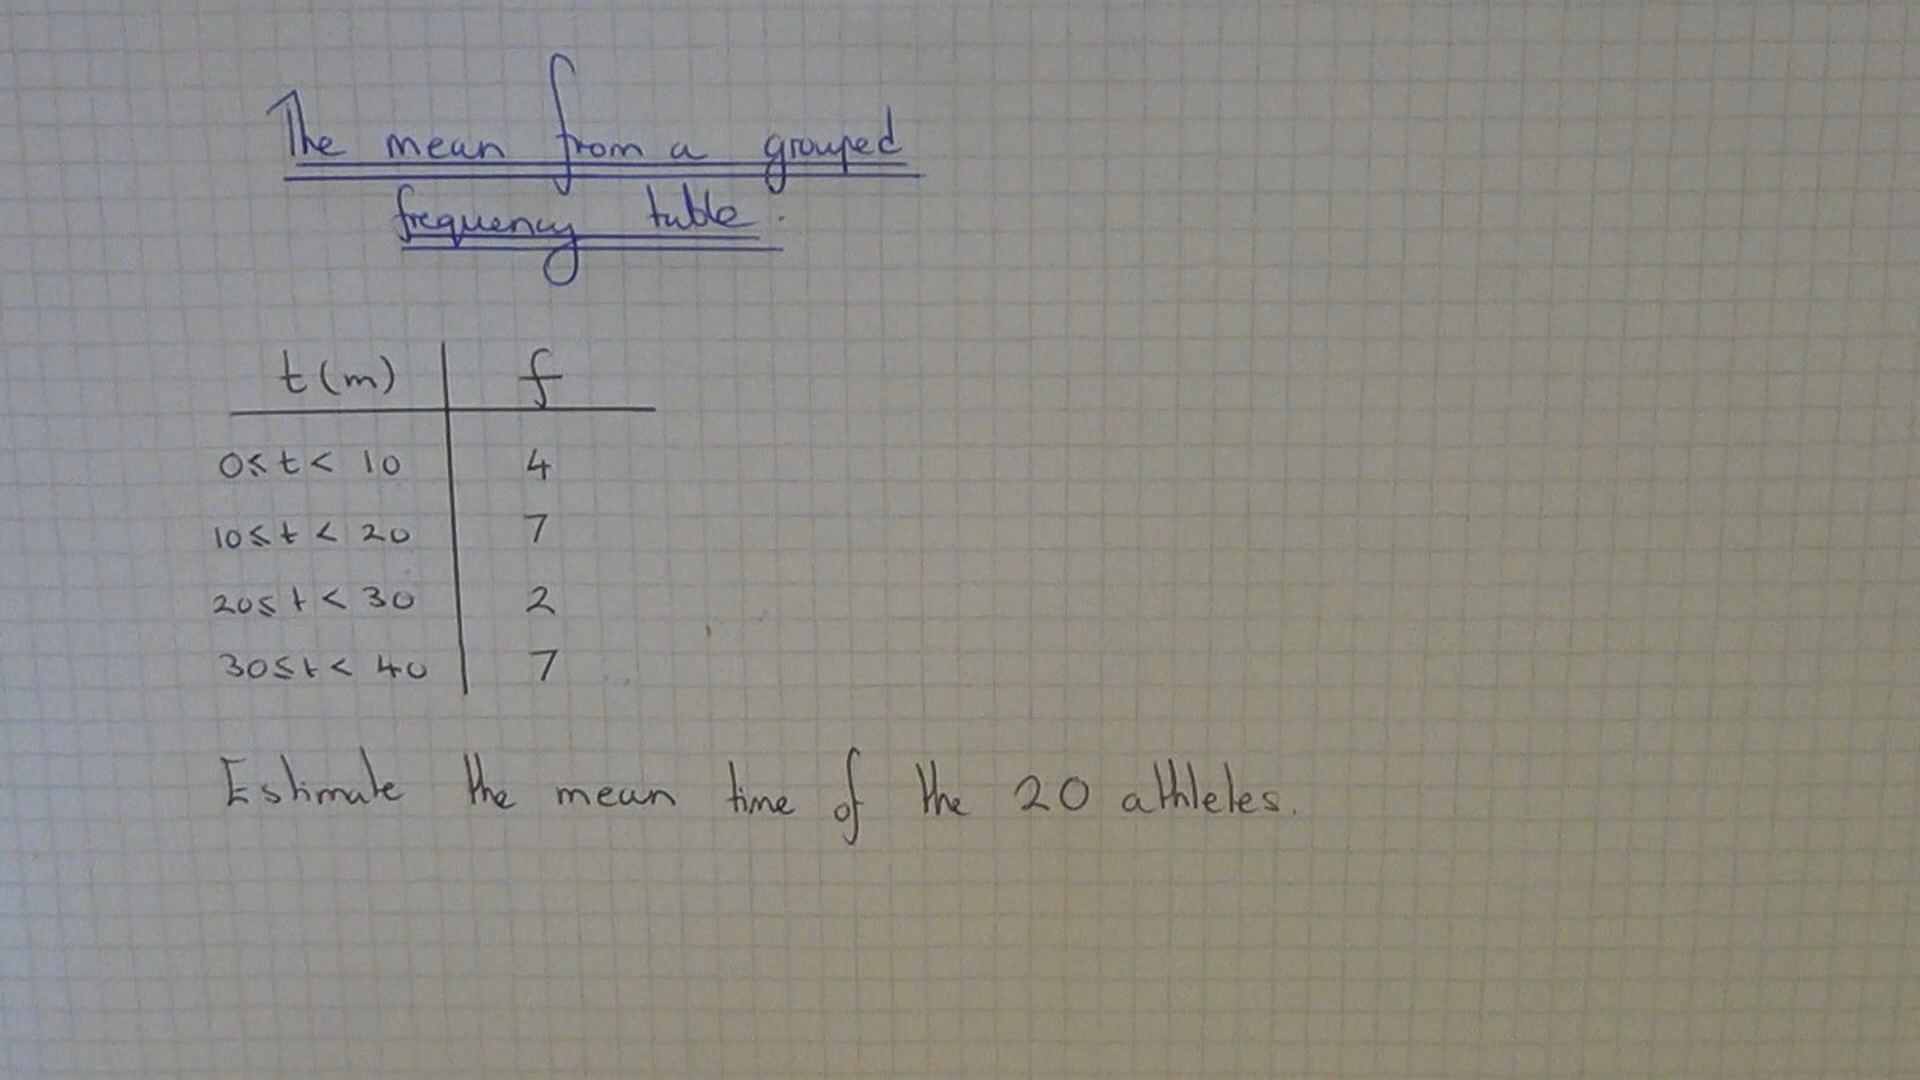 The mean from a grouped
frequency table.
t(m) f
0≤t< 10 4
10≤t < 20 7
20≤t < 30 2
30≤t< 40 7
Estimate the mean time of the 20 athletes.